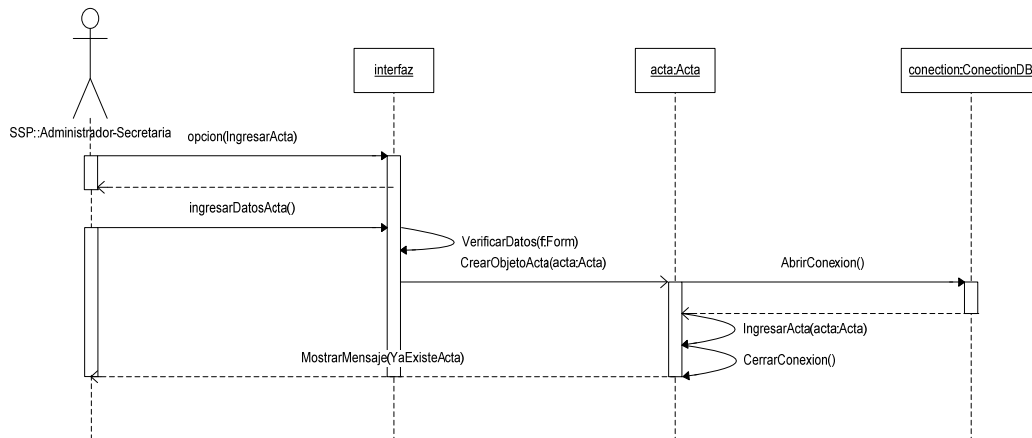 interfaz
acta:Acta
conection:ConectionDB
SSP::Administrador-Secretaria
opcion(IngresarActa)
ingresarDatosActa()
VerificarDatos(f:Form)
CrearObjetoActa(acta:Acta)
AbrirConexion()
IngresarActa(acta:Acta)
MostrarMensaje(YaExisteActa)
CerrarConexion()